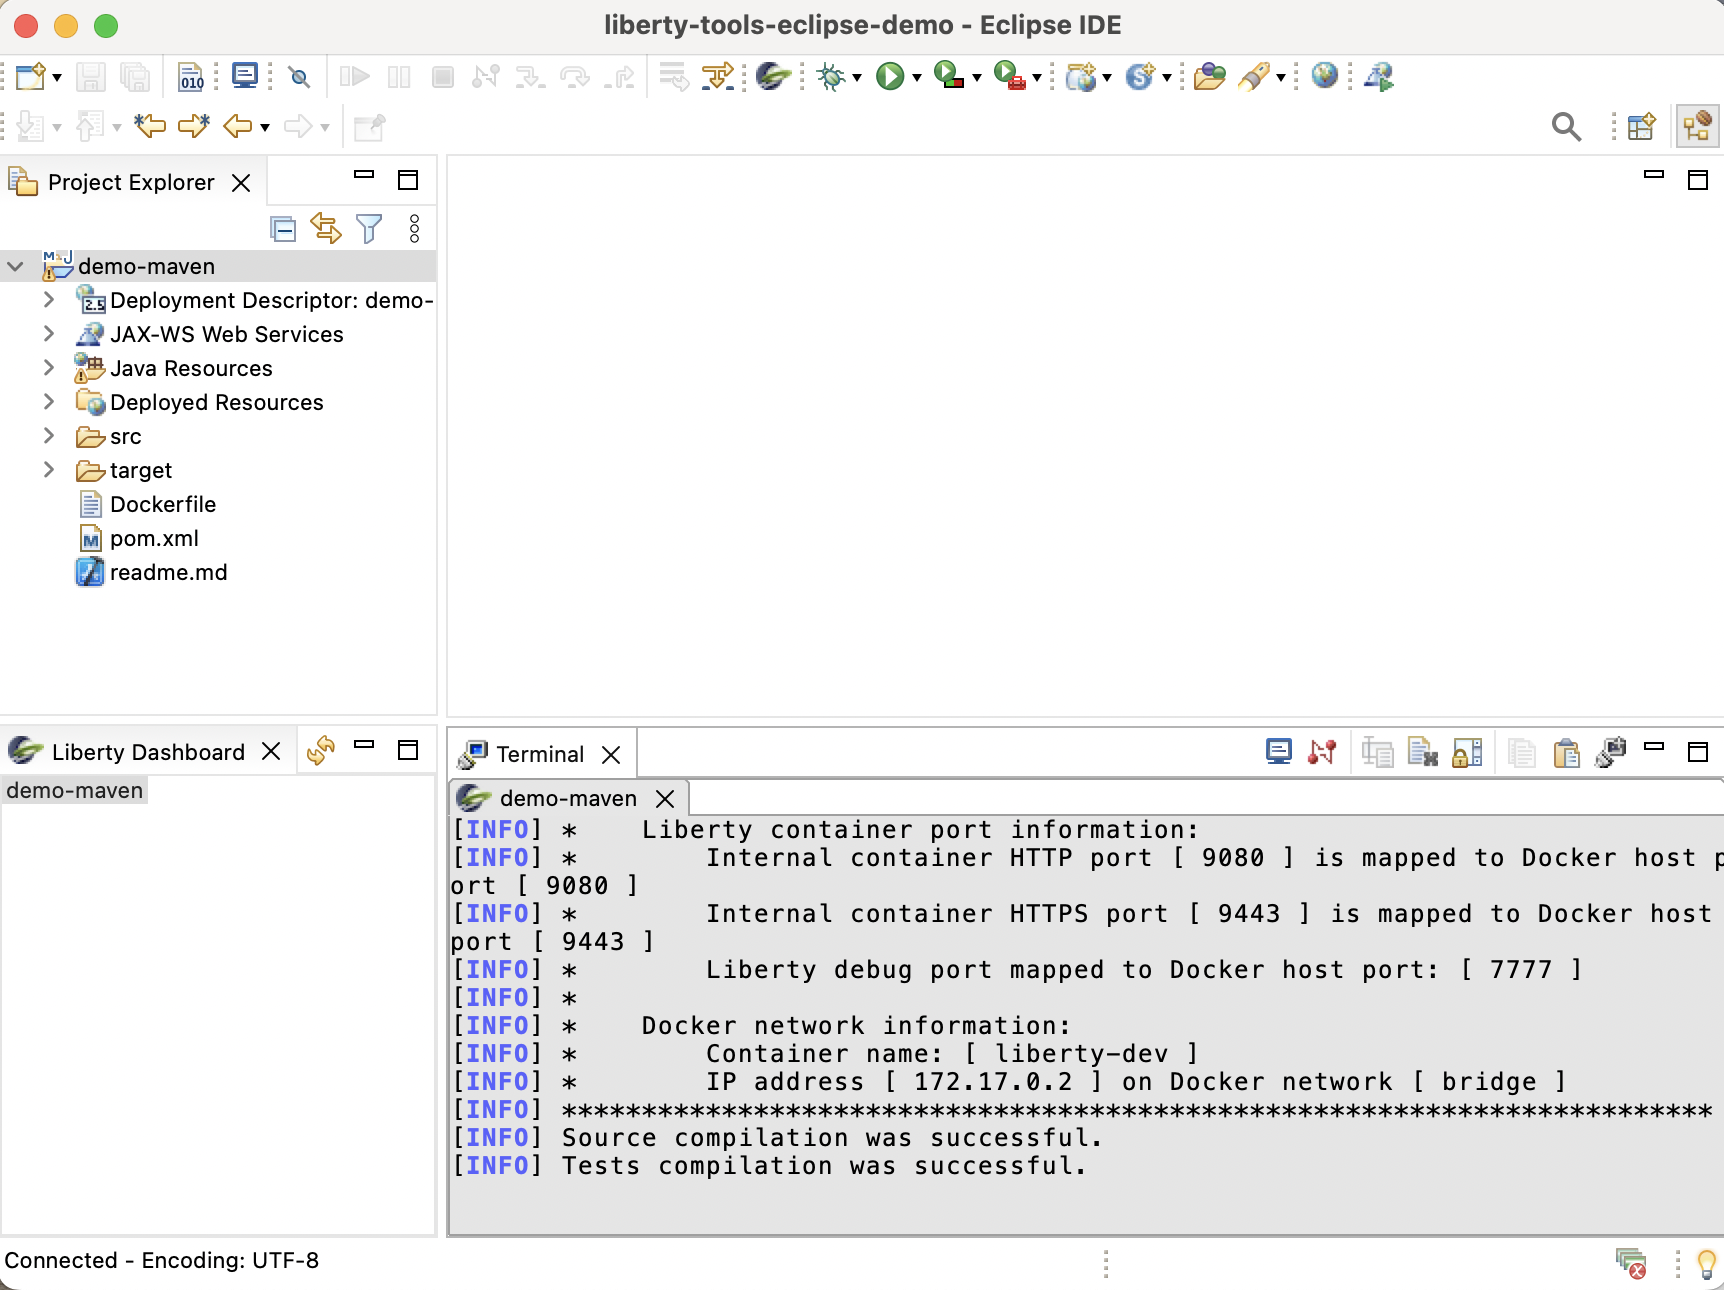 liberty-tools-eclipse-demo - Eclipse IDE
010
Project Explorer
demo-maven
2.5 Deployment Descriptor: demo-
JAX-WS Web Services
Java Resources
Deployed Resources
src
target
Dockerfile
pom.xml
readme.md
Liberty Dashboard
demo-maven
Terminal
demo-maven
[INFO] *    Liberty container port information:
[INFO] *        Internal container HTTP port [ 9080 ] is mapped to Docker host p
ort [ 9080 ]
[INFO] *        Internal container HTTPS port [ 9443 ] is mapped to Docker host
port [ 9443 ]
[INFO] *        Liberty debug port mapped to Docker host port: [ 7777 ]
[INFO] *
[INFO] *    Docker network information:
[INFO] *        Container name: [ liberty-dev ]
[INFO] *        IP address [ 172.17.0.2 ] on Docker network [ bridge ]
[INFO] ************************************************************************
[INFO] Source compilation was successful.
[INFO] Tests compilation was successful.
Connected - Encoding: UTF-8